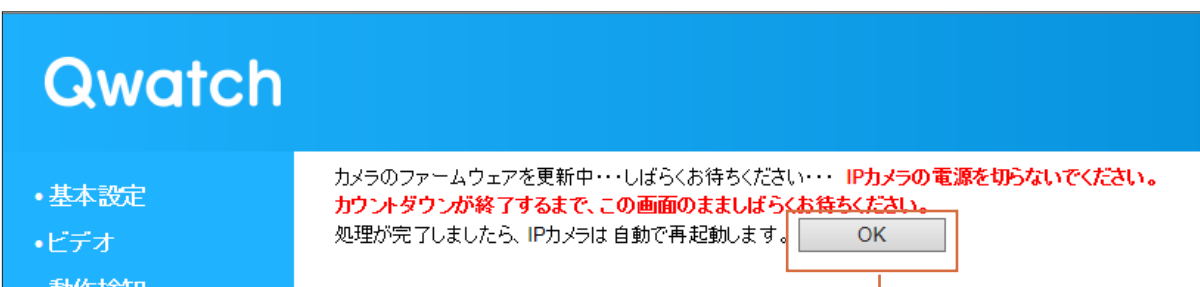 Qwatch
カメラのファームウェアを更新中・・・しばらくお待ちください・・・ IPカメラの電源を切らないでください。
カウントダウンが終了するまで、この画面のまましばらくお待ちください。
処理が完了しましたら、IPカメラは 自動で再起動します。 OK
•基本設定
•ビデオ
動作検知